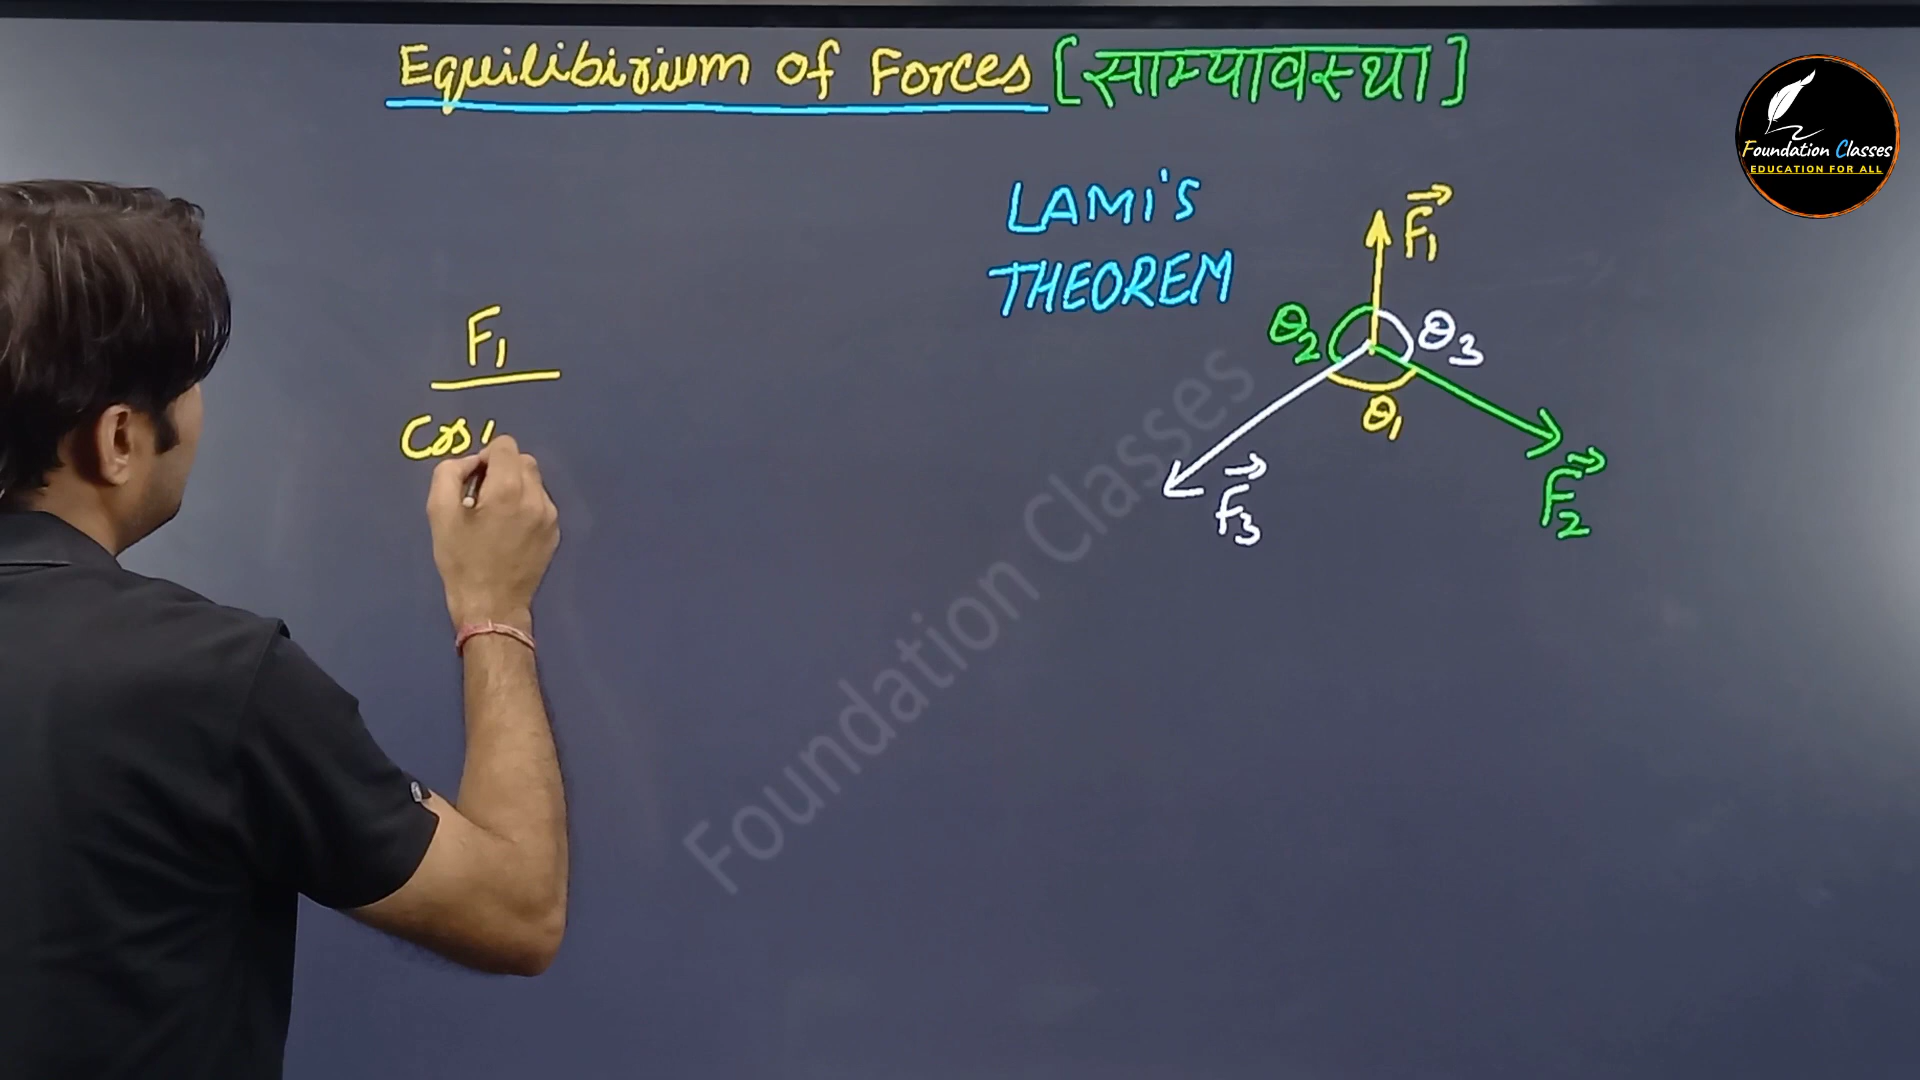 Equilibirium of Forces [साम्यावस्था]
Foundation Classes
EDUCATION FOR ALL
LAMI'S
THEOREM
F₁
θ₂
θ₃
θ₁
F₃
F₂
F₁
Cos
Foundation Classes